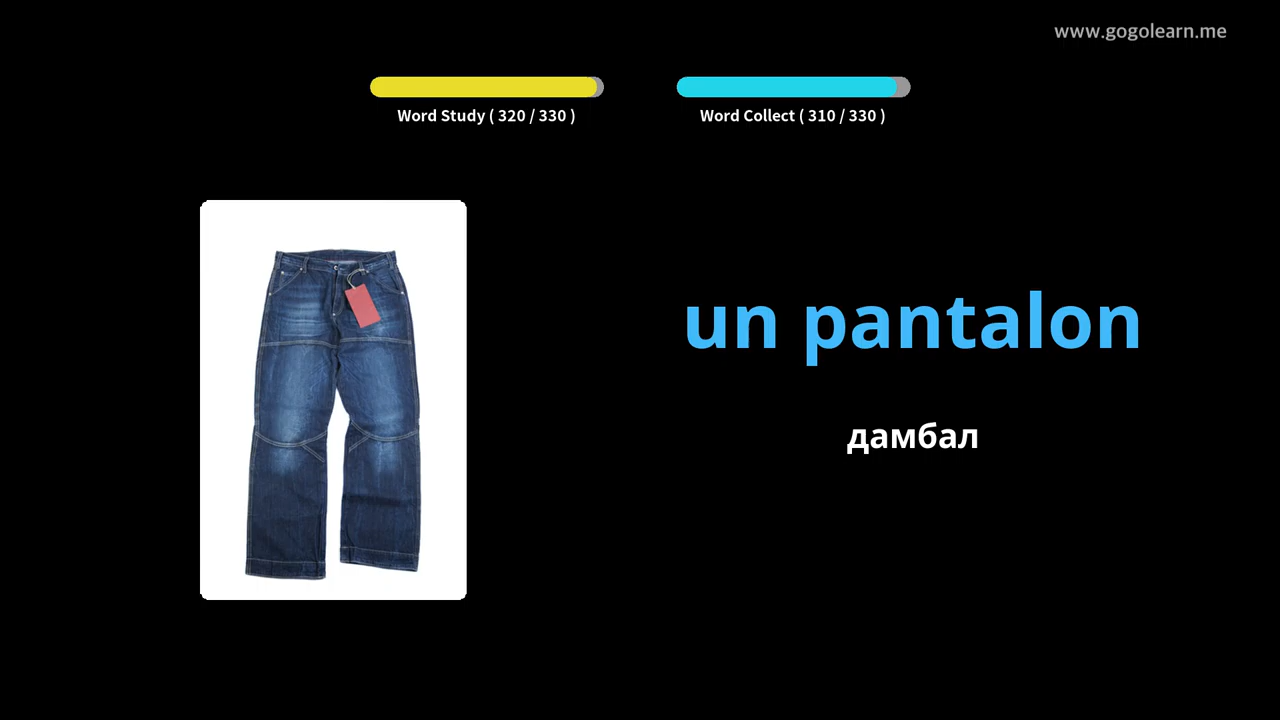 www.gogolearn.me
Word Study ( 320 / 330 )
Word Collect ( 310 / 330 )
un pantalon
дамбал